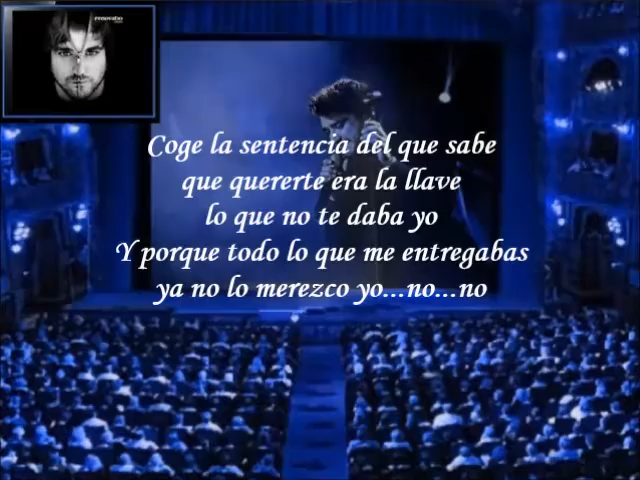 Coge la sentencia del que sabe
que quererte era la llave
lo que no te daba yo
Y porque todo lo que me entregabas
ya no lo merezco yo...no...no